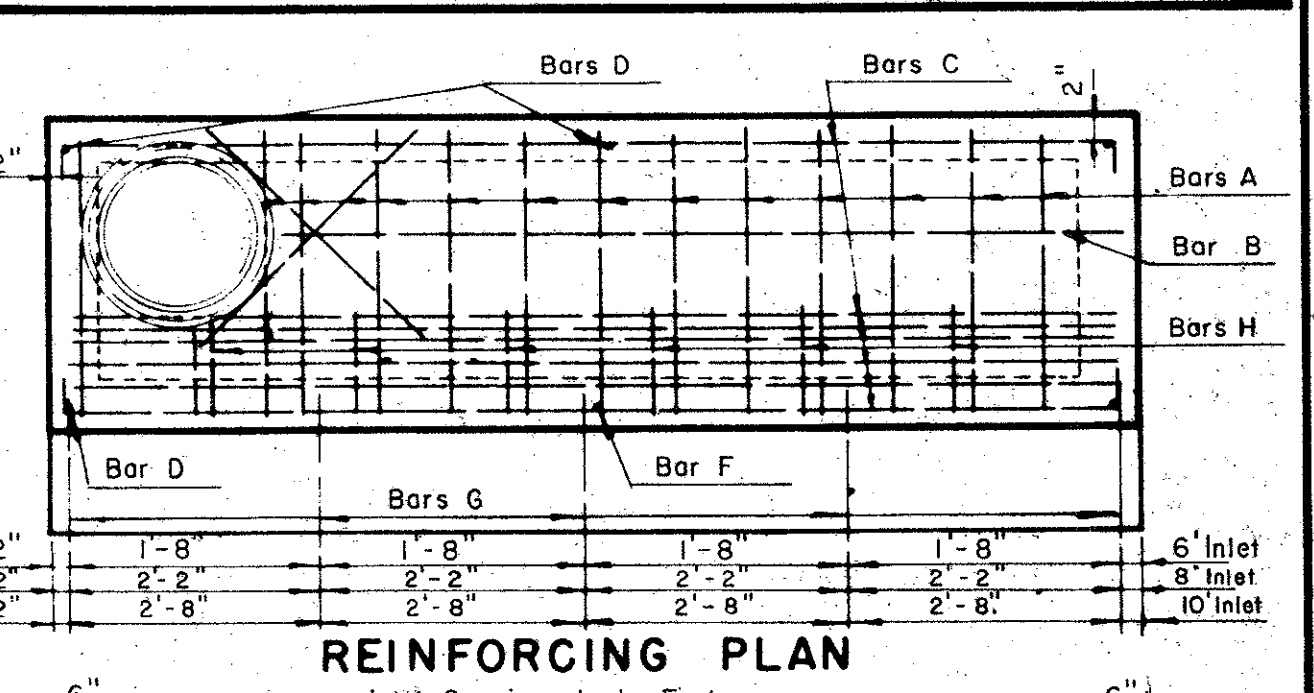 Bars D
Bars C
2"
Bars A
Bar B
Bars H
Bar D
Bar F
Bars G
1'-8" 1'-8" 1'-8" 1'-8" 6' Inlet
2'-2" 2'-2" 2'-2" 2'-2" 8' Inlet
2" 2'-8" 2'-8" 2'-8" 2'-8" 10' Inlet
REINFORCING PLAN
6" 6"